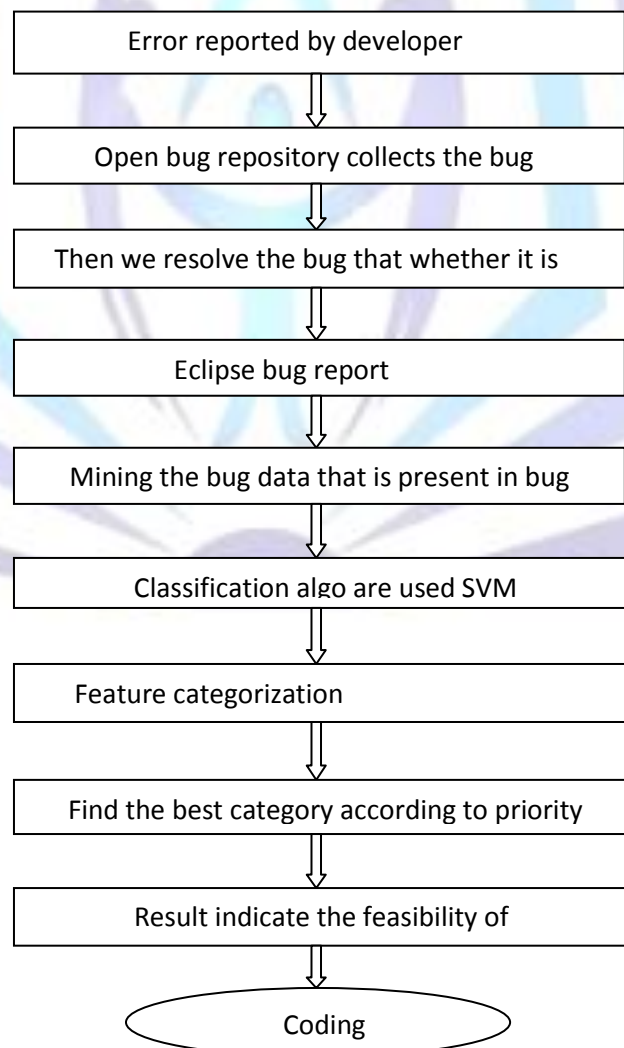 Error reported by developer
Open bug repository collects the bug
Then we resolve the bug that whether it is
Eclipse bug report
Mining the bug data that is present in bug
Classification algo are used SVM
Feature categorization
Find the best category according to priority
Result indicate the feasibility of
Coding